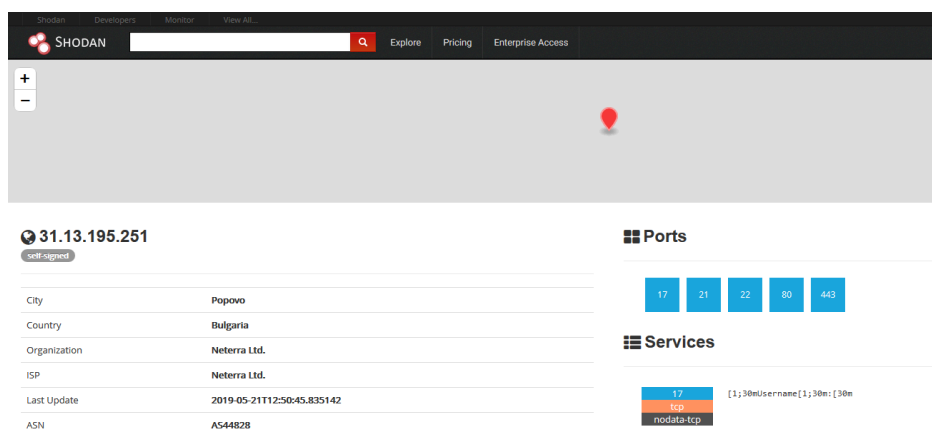 Shodan Developers Monitor View All...
SHODAN Explore Pricing Enterprise Access
+
−
31.13.195.251
self-signed
City Popovo
Country Bulgaria
Organization Neterra Ltd.
ISP Neterra Ltd.
Last Update 2019-05-21T12:50:45.835142
ASN AS44828
Ports
17 21 22 80 443
Services
17
tcp
nodata-tcp
[1;30mUsername[1;30m:[30m